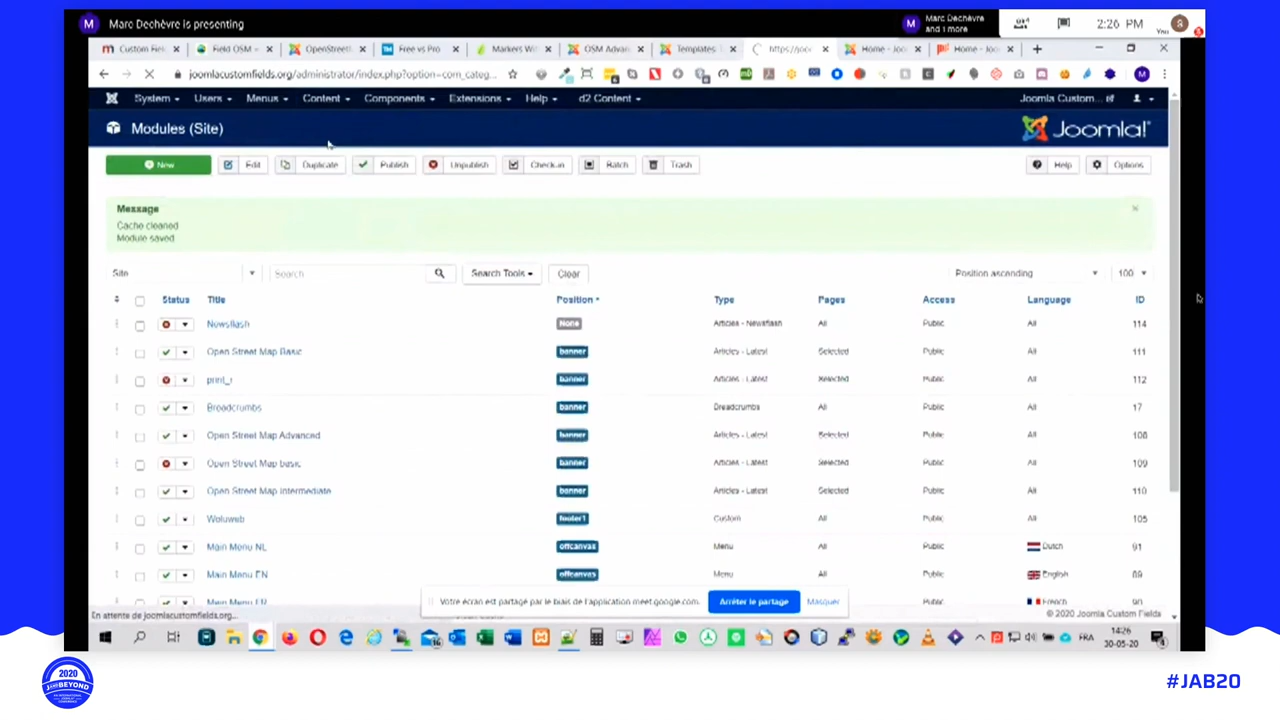 M Marc Dechèvre is presenting
M Marc Dechèvre and 1 more
2:26 PM
You
S
Custom Fiel
Field OSM –
OpenStreet
Free vs Pro
Markers Wi
OSM Advan
Templates
https://joo
Home - Joo
Home - Joo
joomlacustomfields.org/administrator/index.php?option=com_categ...
System Users Menus Content Components Extensions Help d2 Content
Joomla Custom...
Modules (Site)
Joomla!®
New Edit Duplicate Publish Unpublish Check-in Batch Trash Help Options
Message
Cache cleaned
Module saved
Site Search Search Tools Clear Position ascending 100
Status Title Position Type Pages Access Language ID
Newsflash None Articles - Newsflash All Public All 114
Open Street Map Basic banner Articles - Latest Selected Public All 111
print_r banner Articles - Latest Selected Public All 112
Breadcrumbs banner Breadcrumbs All Public All 17
Open Street Map Advanced banner Articles - Latest Selected Public All 108
Open Street Map basic banner Articles - Latest Selected Public All 109
Open Street Map Intermediate banner Articles - Latest Selected Public All 110
Woluweb footer1 Custom All Public All 105
Main Menu NL offcanvas Menu All Public Dutch 91
Main Menu EN offcanvas Menu All Public English 89
Main Menu FR French 90
Votre écran est partagé par le biais de l'application meet.google.com. Arrêter le partage Masquer
En attente de joomlacustomfields.org...
© 2020 Joomla Custom Fields
FRA
14:26
30-05-20
2020
JANDBEYOND
#JAB20